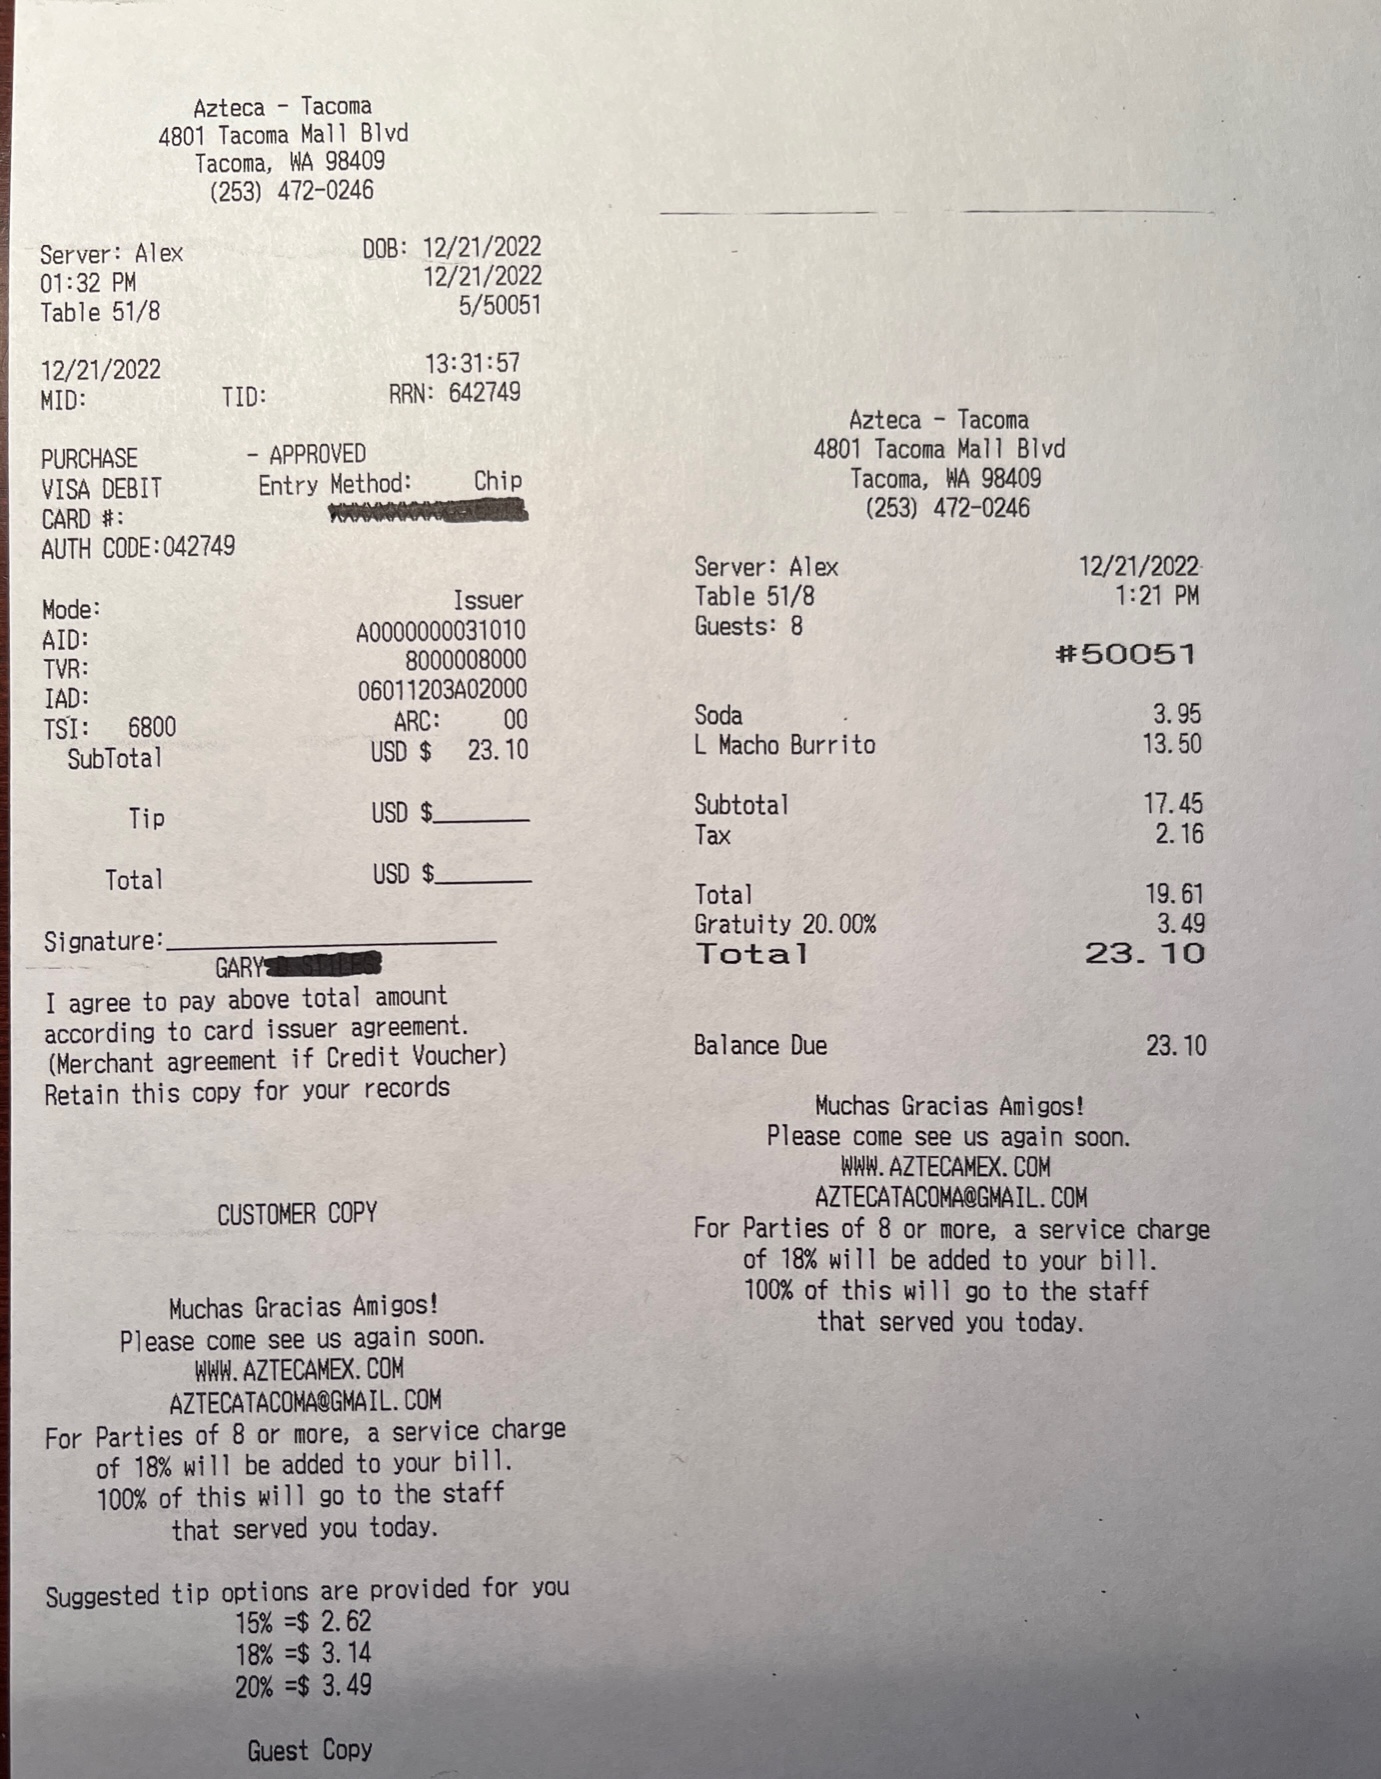 Azteca - Tacoma
4801 Tacoma Mall Blvd
Tacoma, WA 98409
(253) 472-0246
Server: Alex DOB: 12/21/2022
01:32 PM 12/21/2022
Table 51/8 5/50051
12/21/2022 13:31:57
MID: TID: RRN: 642749
PURCHASE - APPROVED
VISA DEBIT Entry Method: Chip
CARD #:
AUTH CODE:042749
Mode: Issuer
AID: A0000000031010
TVR: 8000008000
IAD: 06011203A02000
TSI: 6800 ARC: 00
SubTotal USD $ 23.10
Tip USD $
Total USD $
Signature:
GARY
I agree to pay above total amount
according to card issuer agreement.
(Merchant agreement if Credit Voucher)
Retain this copy for your records
CUSTOMER COPY
Muchas Gracias Amigos!
Please come see us again soon.
WWW.AZTECAMEX.COM
AZTECATACOMA@GMAIL.COM
For Parties of 8 or more, a service charge
of 18% will be added to your bill.
100% of this will go to the staff
that served you today.
Suggested tip options are provided for you
15% =$ 2.62
18% =$ 3.14
20% =$ 3.49
Guest Copy
Azteca - Tacoma
4801 Tacoma Mall Blvd
Tacoma, WA 98409
(253) 472-0246
Server: Alex 12/21/2022
Table 51/8 1:21 PM
Guests: 8
#50051
Soda 3.95
L Macho Burrito 13.50
Subtotal 17.45
Tax 2.16
Total 19.61
Gratuity 20.00% 3.49
Total 23.10
Balance Due 23.10
Muchas Gracias Amigos!
Please come see us again soon.
WWW.AZTECAMEX.COM
AZTECATACOMA@GMAIL.COM
For Parties of 8 or more, a service charge
of 18% will be added to your bill.
100% of this will go to the staff
that served you today.